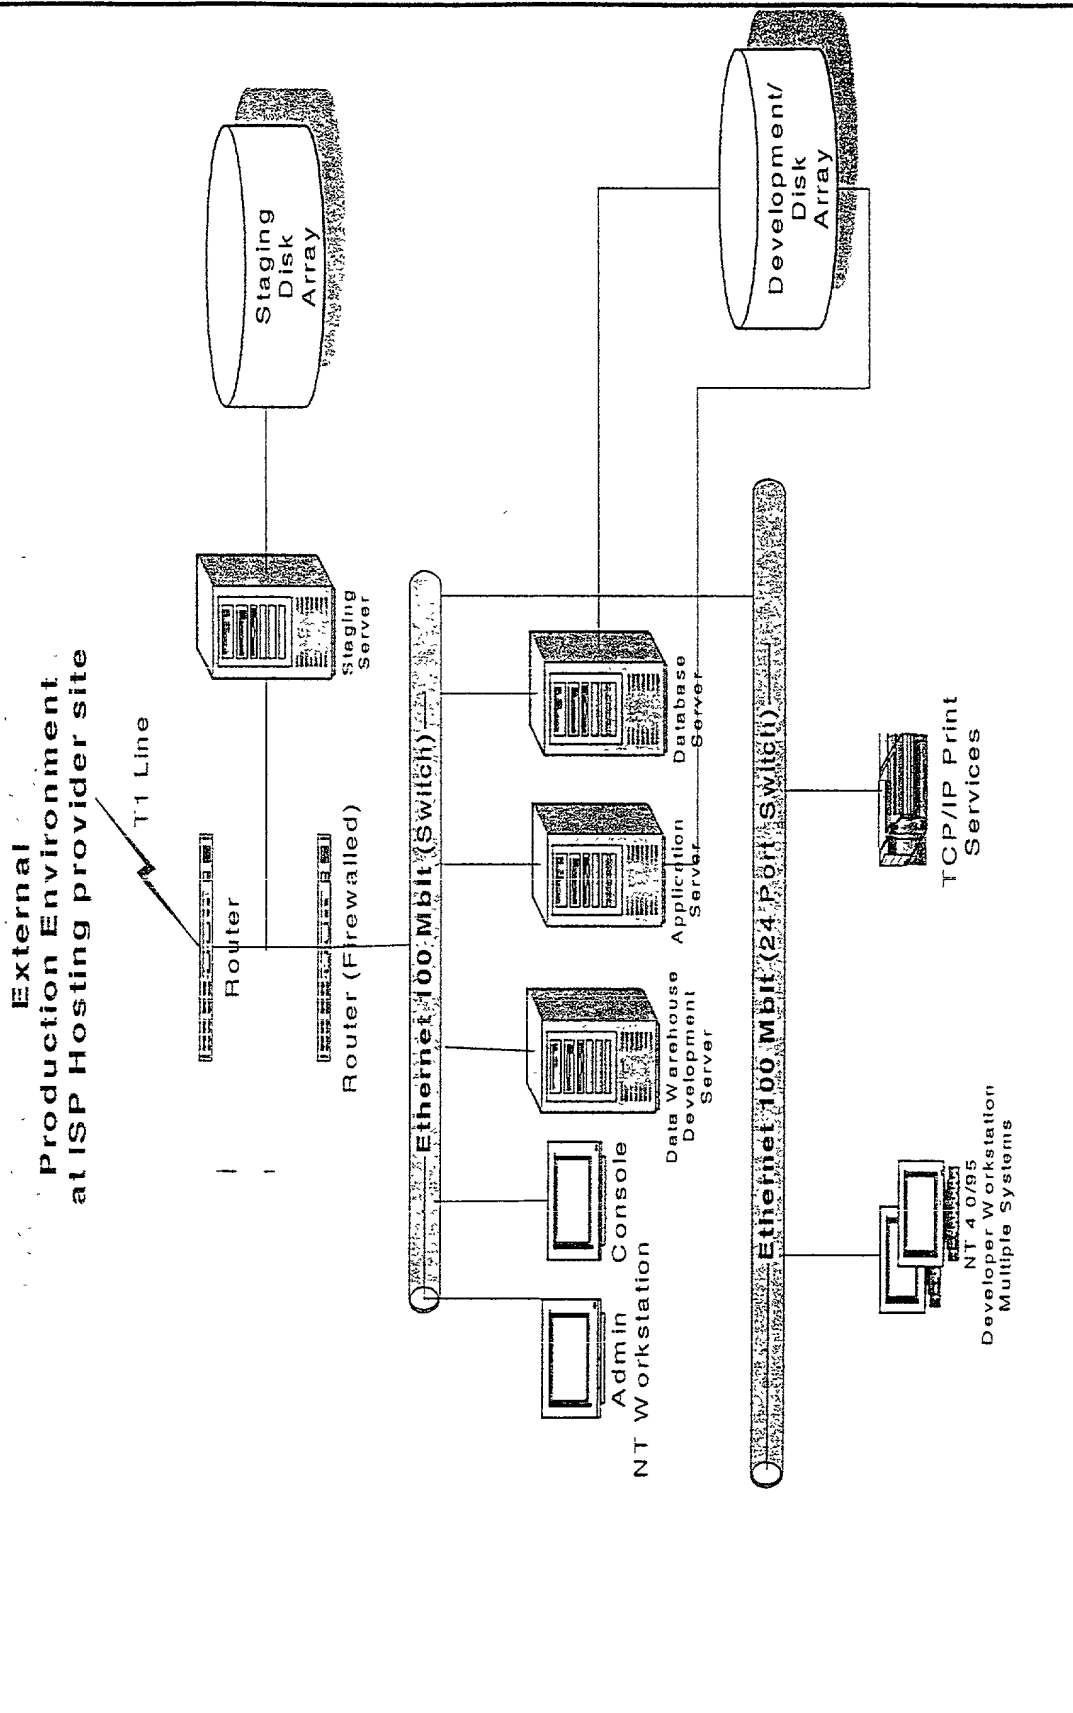 External
Production Environment
at ISP Hosting provider site
T1 Line
Router
Router (Firewalled)
Staging
Server
Staging
Disk
Array
Ethernet 100 Mbit (Switch)
Admin
NT Workstation
Console
Data Warehouse
Development
Server
Application
Server
Database
Server
Development/
Disk
Array
Ethernet 100 Mbit (24 Port Switch)
NT 4 0/95
Developer Workstation
Multiple Systems
TCP/IP Print
Services